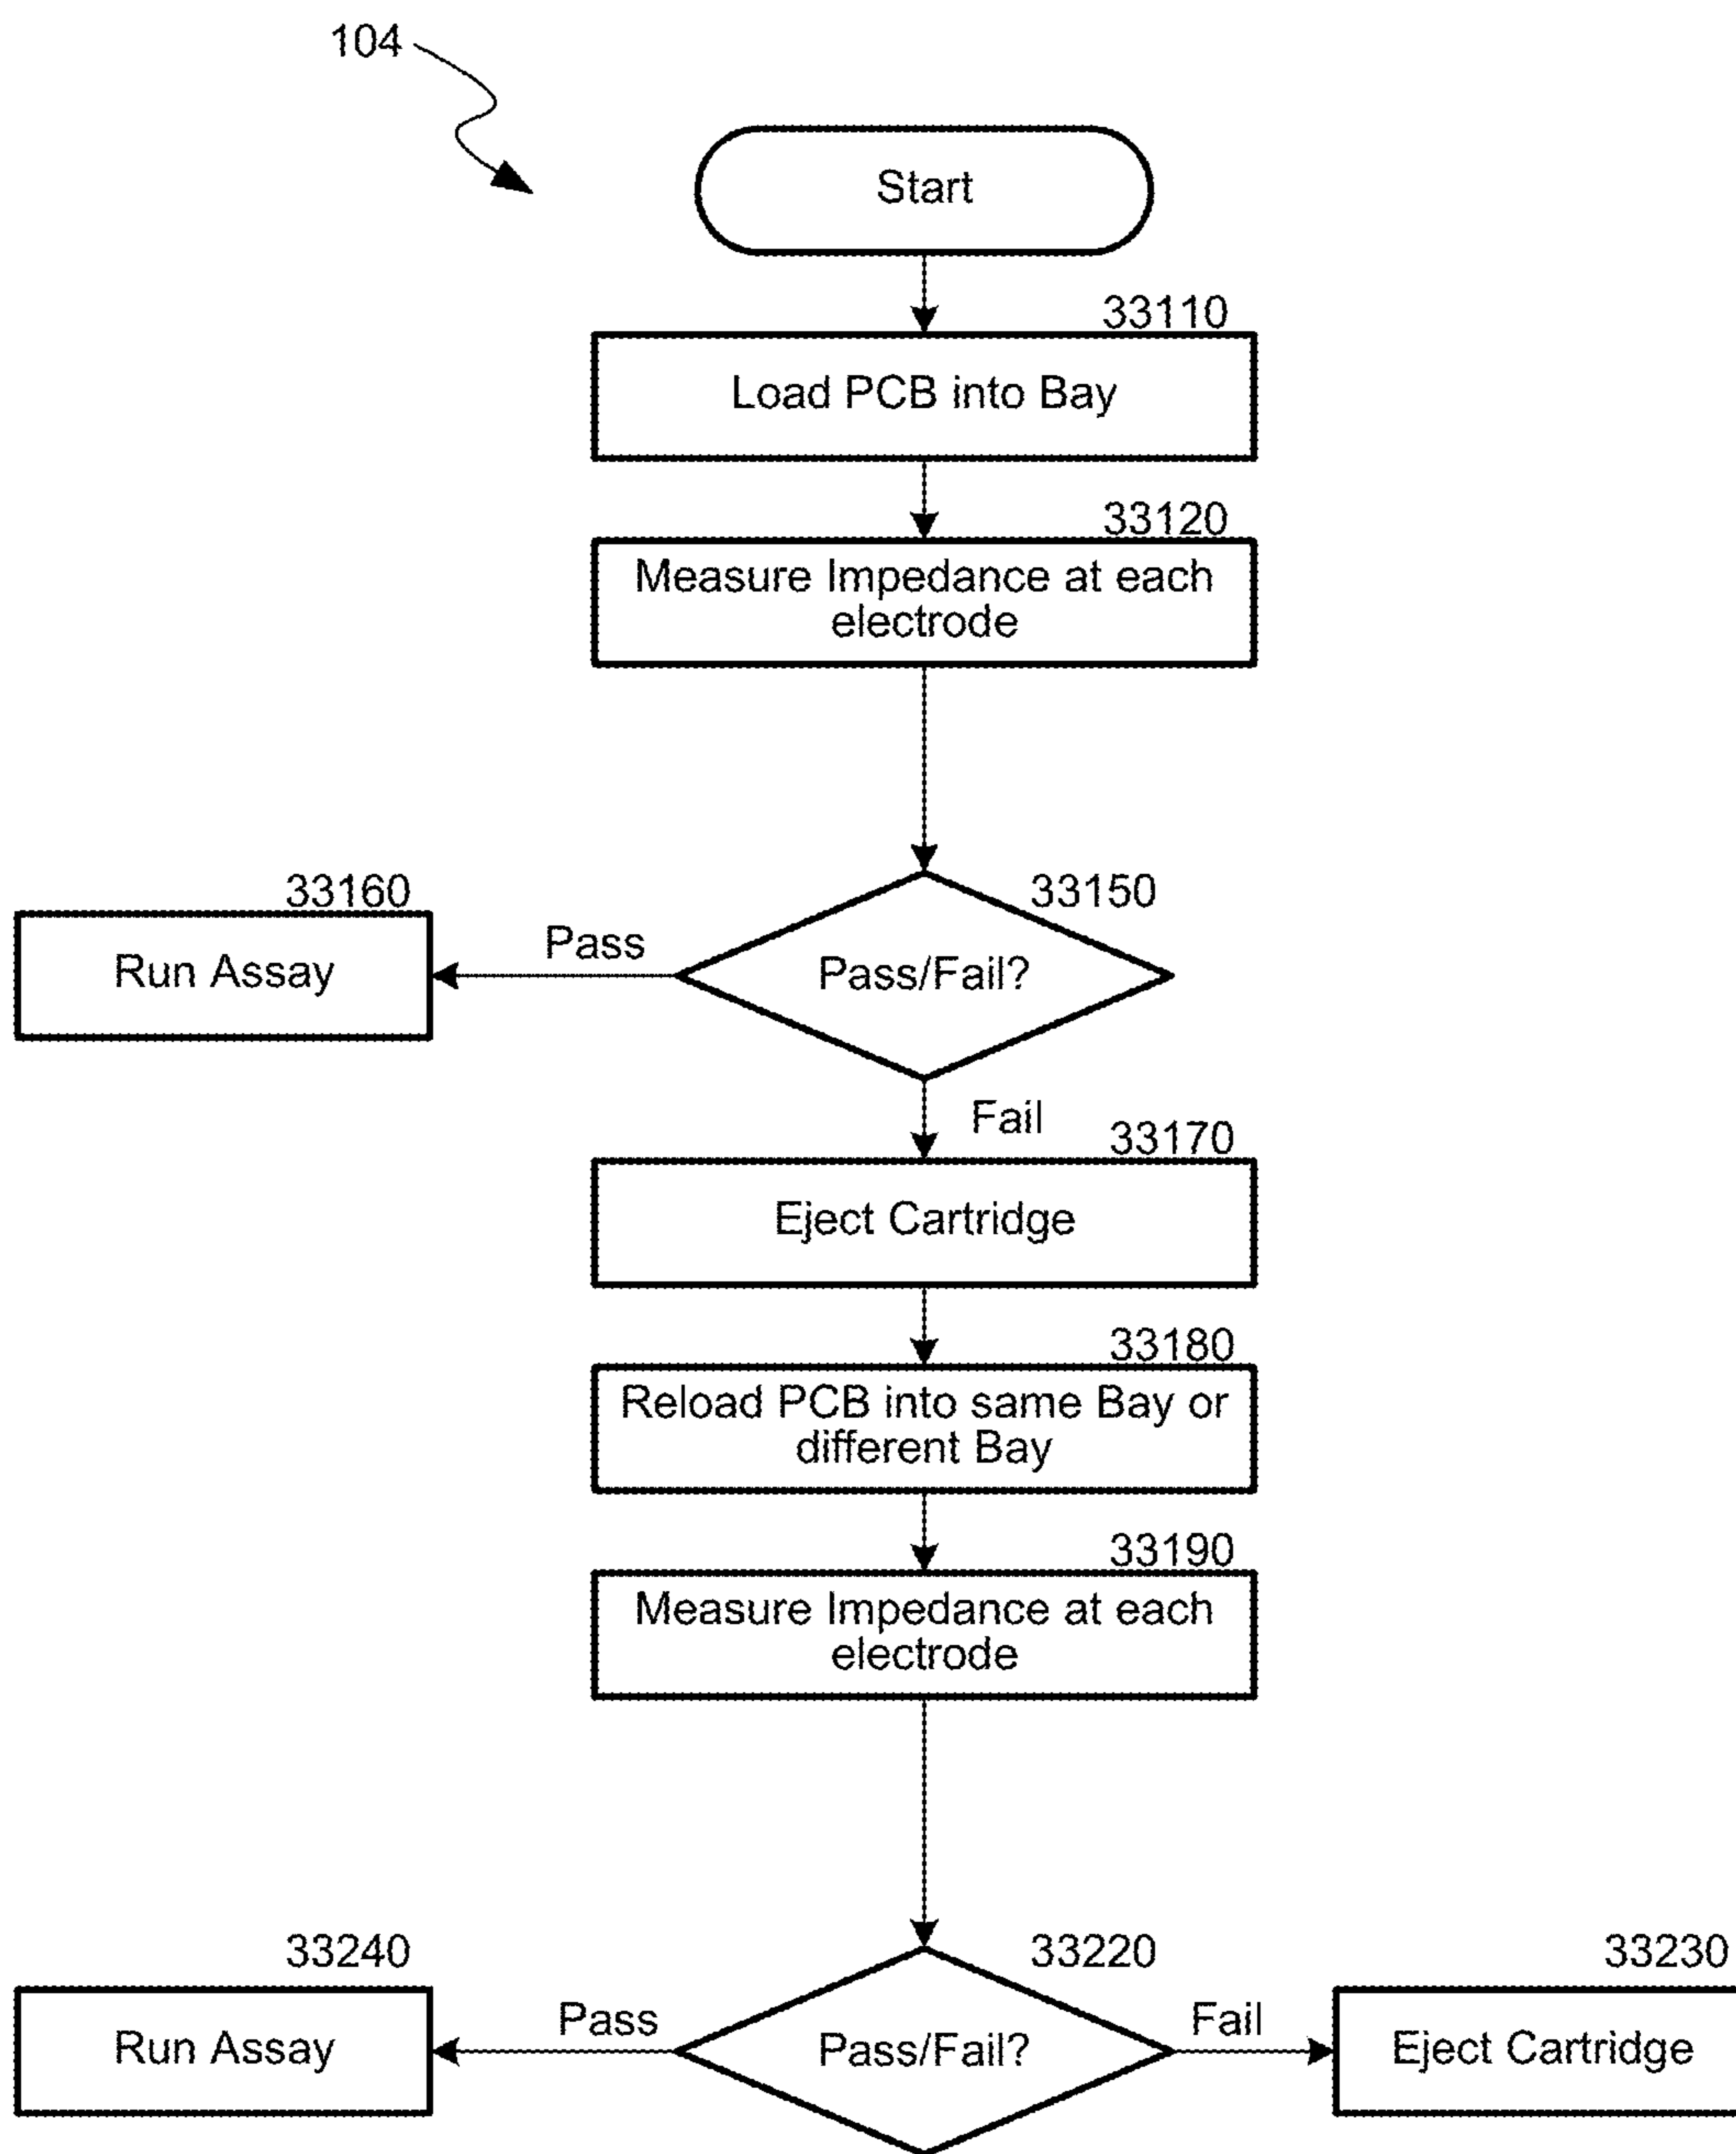 104
Start
33110
Load PCB into Bay
33120
Measure Impedance at each
electrode
33160
33150
Run Assay
Pass
Pass/Fail?
Fail
33170
Eject Cartridge
33180
Reload PCB into same Bay or
different Bay
33190
Measure Impedance at each
electrode
33240
33220
33230
Run Assay
Pass
Pass/Fail?
Fail
Eject Cartridge